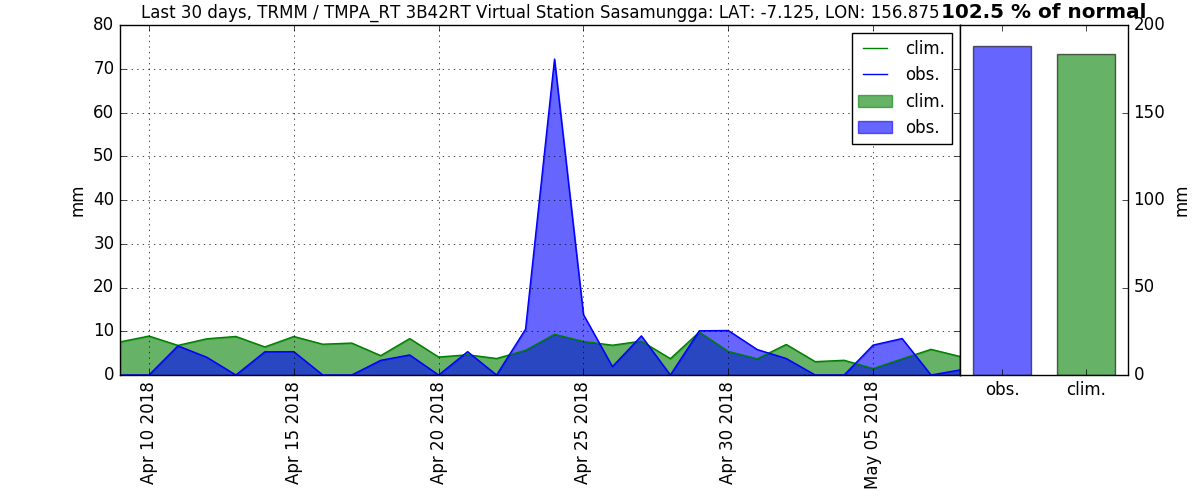 Last 30 days, TRMM / TMPA_RT 3B42RT Virtual Station Sasamungga: LAT: -7.125, LON: 156.875
102.5 % of normal
80
70
60
50
40
30
20
10
0
mm
clim.
obs.
clim.
obs.
Apr 10 2018
Apr 15 2018
Apr 20 2018
Apr 25 2018
Apr 30 2018
May 05 2018
200
150
100
50
0
mm
obs.
clim.